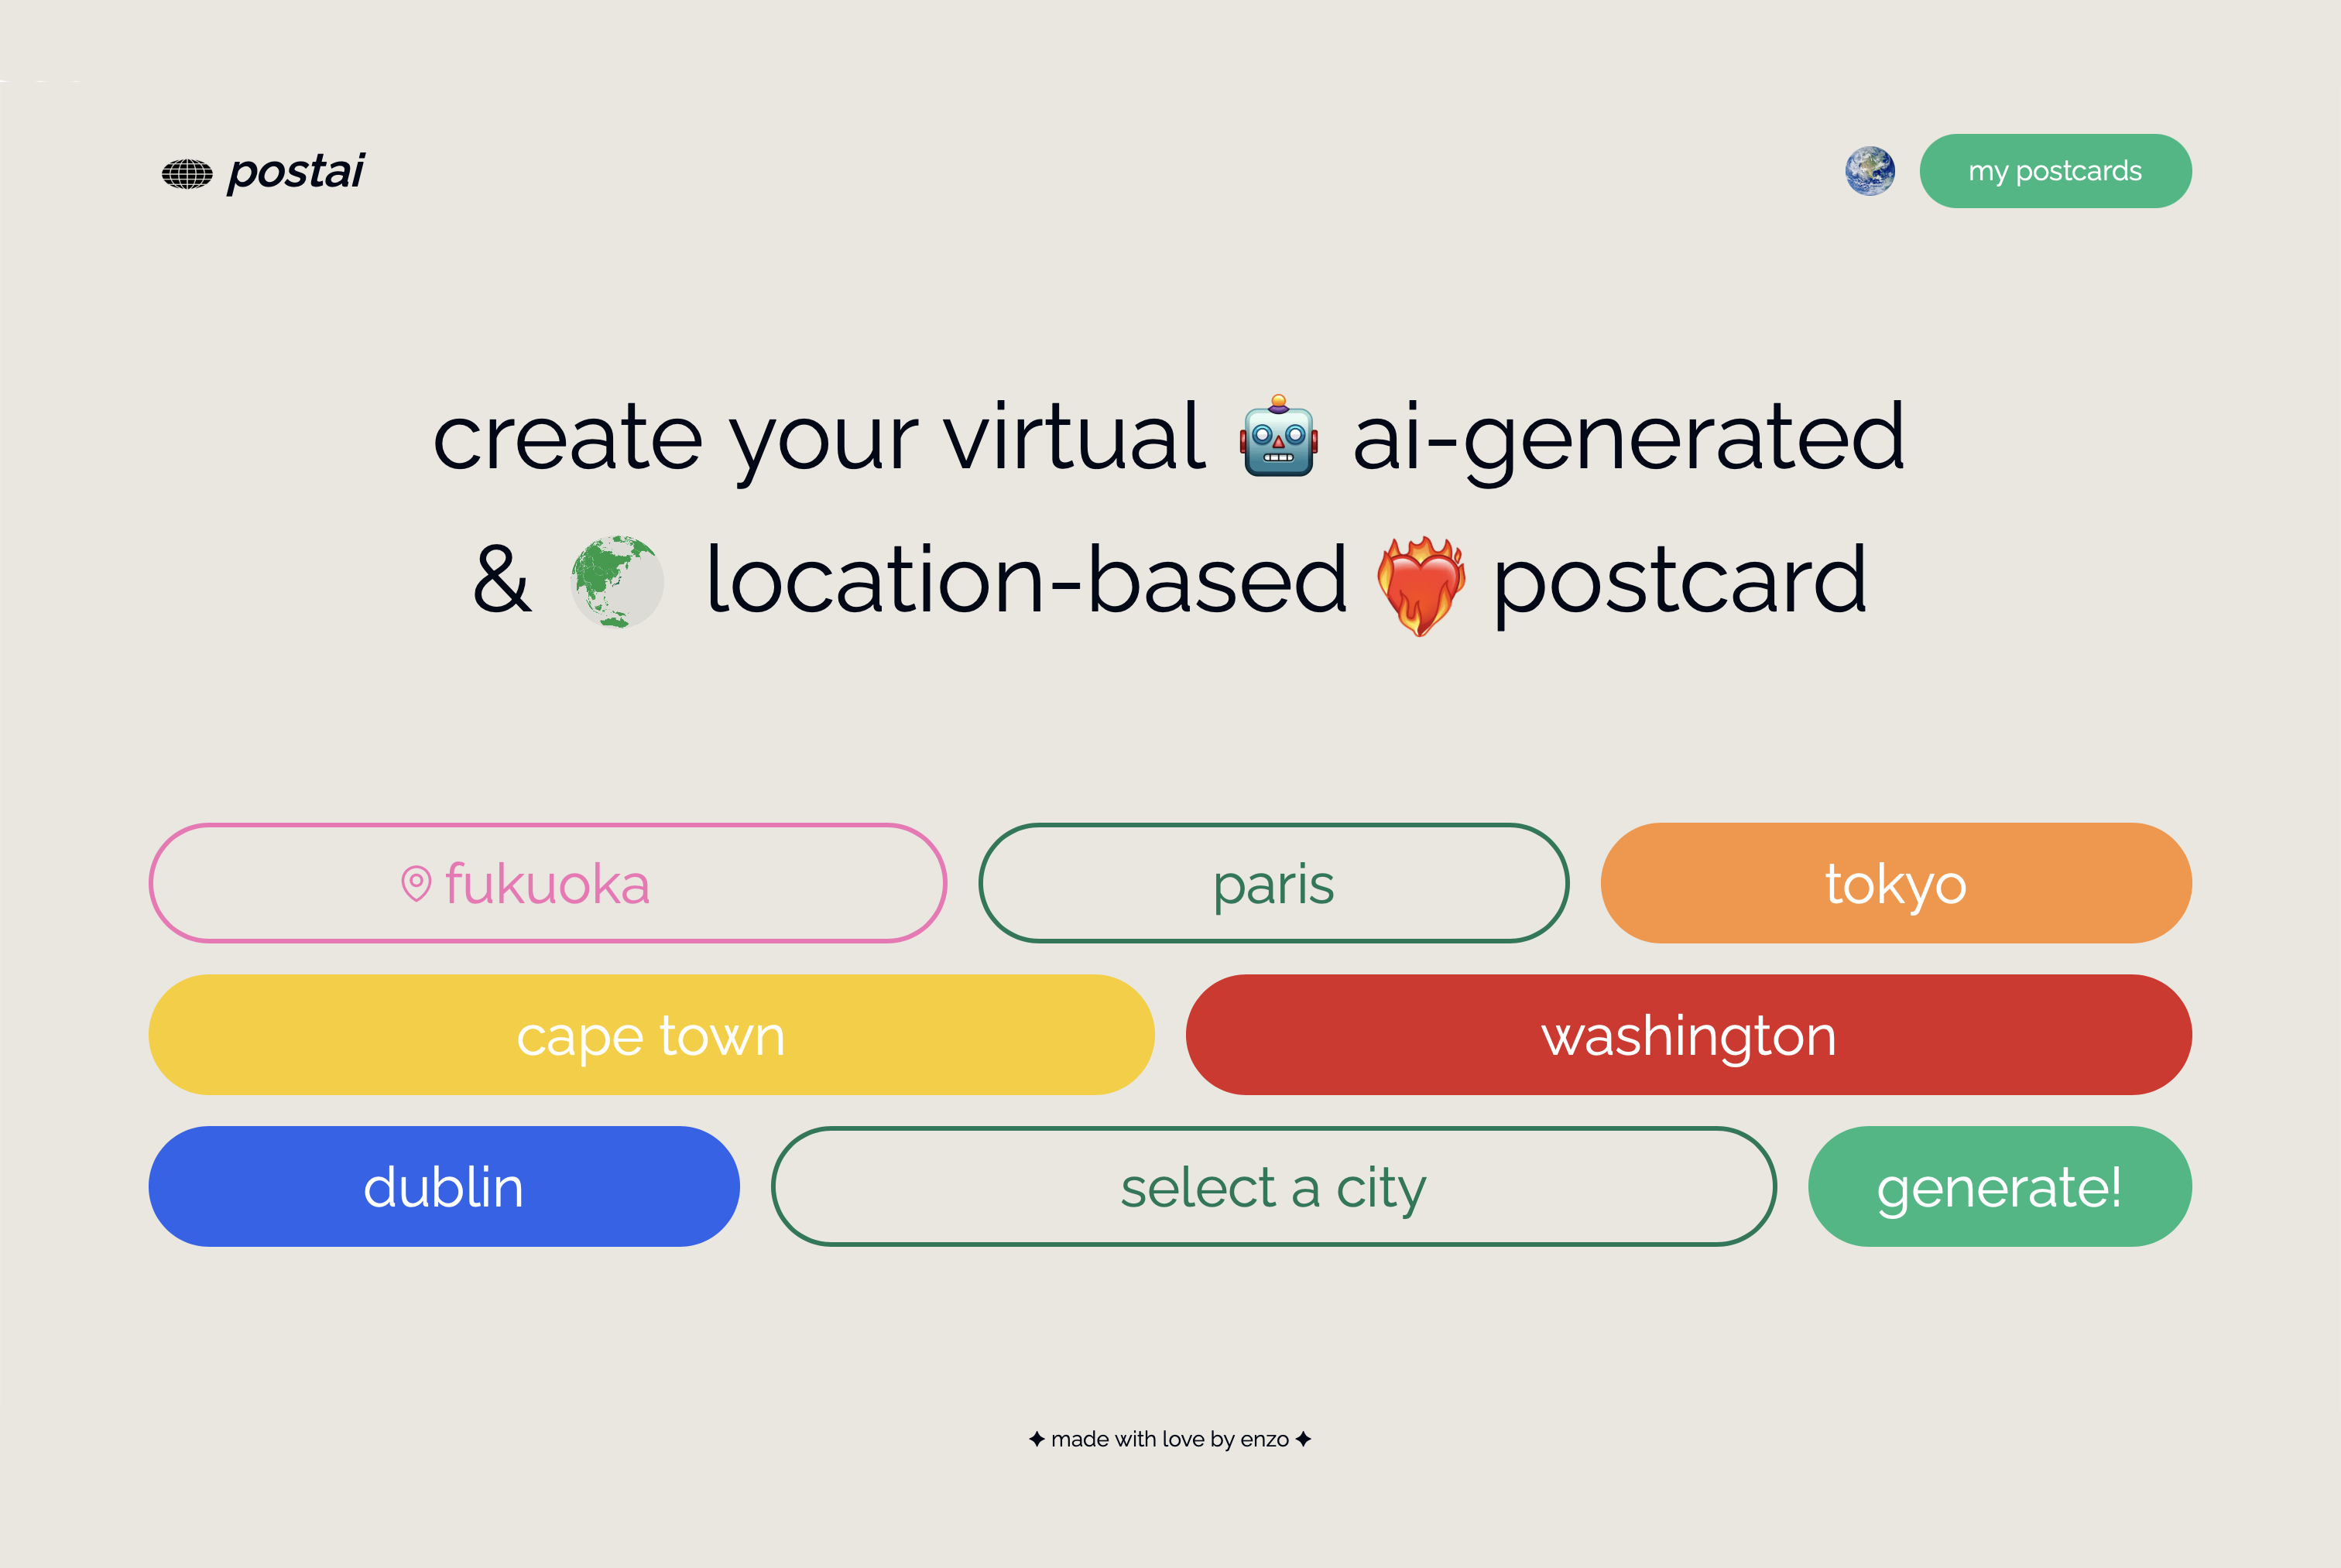 postai
my postcards
create your virtual 🤖 ai-generated
& location-based ❤️‍🔥 postcard
fukuoka
paris
tokyo
cape town
washington
dublin
select a city
generate!
✦ made with love by enzo ✦